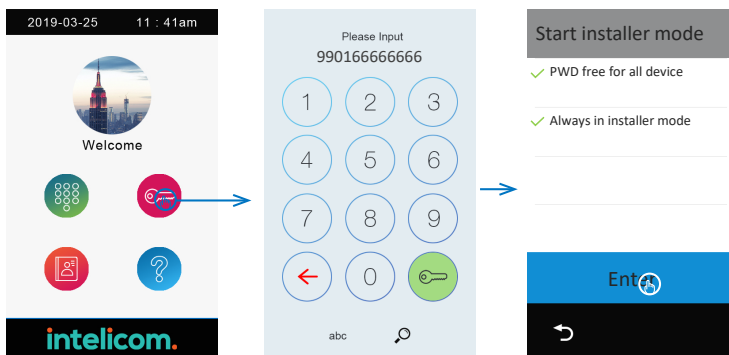 2019-03-25 11 : 41am
Welcome
intelicom.
Please Input
990166666666
1 2 3
4 5 6
7 8 9
0
abc
Start installer mode
PWD free for all device
Always in installer mode
Enter